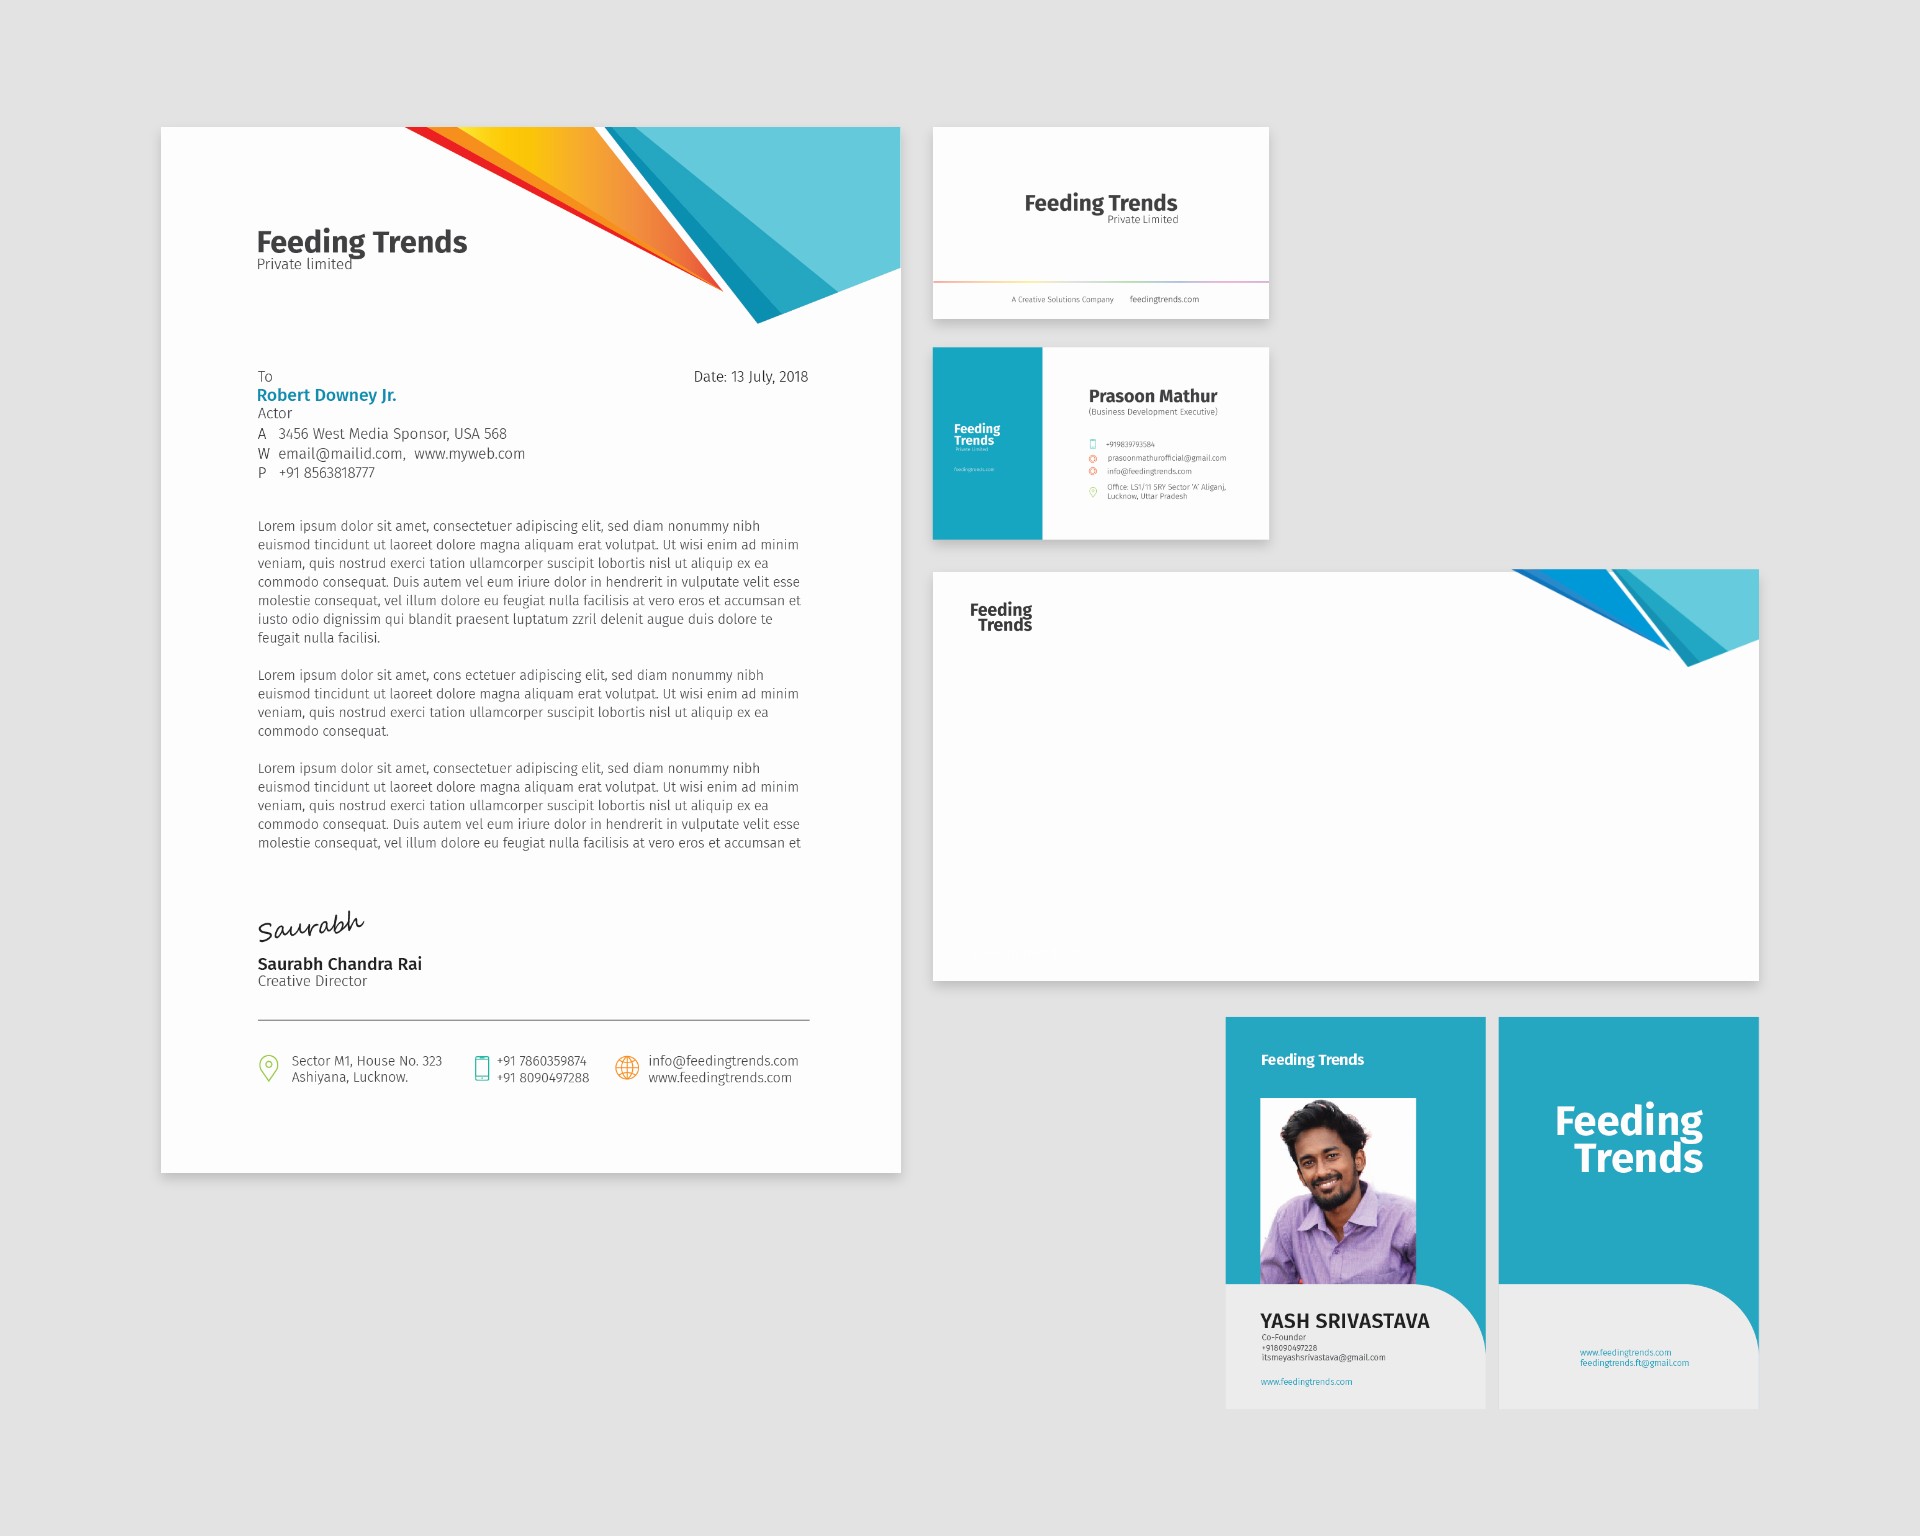 Feeding Trends
Private limited
To
Date: 13 July, 2018
Robert Downey Jr.
Actor
A 3456 West Media Sponsor, USA 568
W email@mailid.com, www.myweb.com
P +91 8563818777
Lorem ipsum dolor sit amet, consectetuer adipiscing elit, sed diam nonummy nibh
euismod tincidunt ut laoreet dolore magna aliquam erat volutpat. Ut wisi enim ad minim
veniam, quis nostrud exerci tation ullamcorper suscipit lobortis nisl ut aliquip ex ea
commodo consequat. Duis autem vel eum iriure dolor in hendrerit in vulputate velit esse
molestie consequat, vel illum dolore eu feugiat nulla facilisis at vero eros et accumsan et
iusto odio dignissim qui blandit praesent luptatum zzril delenit augue duis dolore te
feugait nulla facilisi.
Lorem ipsum dolor sit amet, cons ectetuer adipiscing elit, sed diam nonummy nibh
euismod tincidunt ut laoreet dolore magna aliquam erat volutpat. Ut wisi enim ad minim
veniam, quis nostrud exerci tation ullamcorper suscipit lobortis nisl ut aliquip ex ea
commodo consequat.
Lorem ipsum dolor sit amet, consectetuer adipiscing elit, sed diam nonummy nibh
euismod tincidunt ut laoreet dolore magna aliquam erat volutpat. Ut wisi enim ad minim
veniam, quis nostrud exerci tation ullamcorper suscipit lobortis nisl ut aliquip ex ea
commodo consequat. Duis autem vel eum iriure dolor in hendrerit in vulputate velit esse
molestie consequat, vel illum dolore eu feugiat nulla facilisis at vero eros et accumsan et
Saurabh
Saurabh Chandra Rai
Creative Director
Sector M1, House No. 323
Ashiyana, Lucknow.
+91 7860359874
+91 8090497288
info@feedingtrends.com
www.feedingtrends.com
Feeding Trends
Private Limited
A Creative Solutions Company feedingtrends.com
Feeding
Trends
Private Limited
feedingtrends.com
Prasoon Mathur
(Business Development Executive)
+919839793584
prasoonmathurofficial@gmail.com
info@feedingtrends.com
Office: L51/11 SRY Sector 'A' Aliganj,
Lucknow, Uttar Pradesh
Feeding
Trends
Feeding Trends
YASH SRIVASTAVA
Co-Founder
+918090497228
itsmeyashsrivastava@gmail.com
www.feedingtrends.com
Feeding
Trends
www.feedingtrends.com
feedingtrends.ft@gmail.com